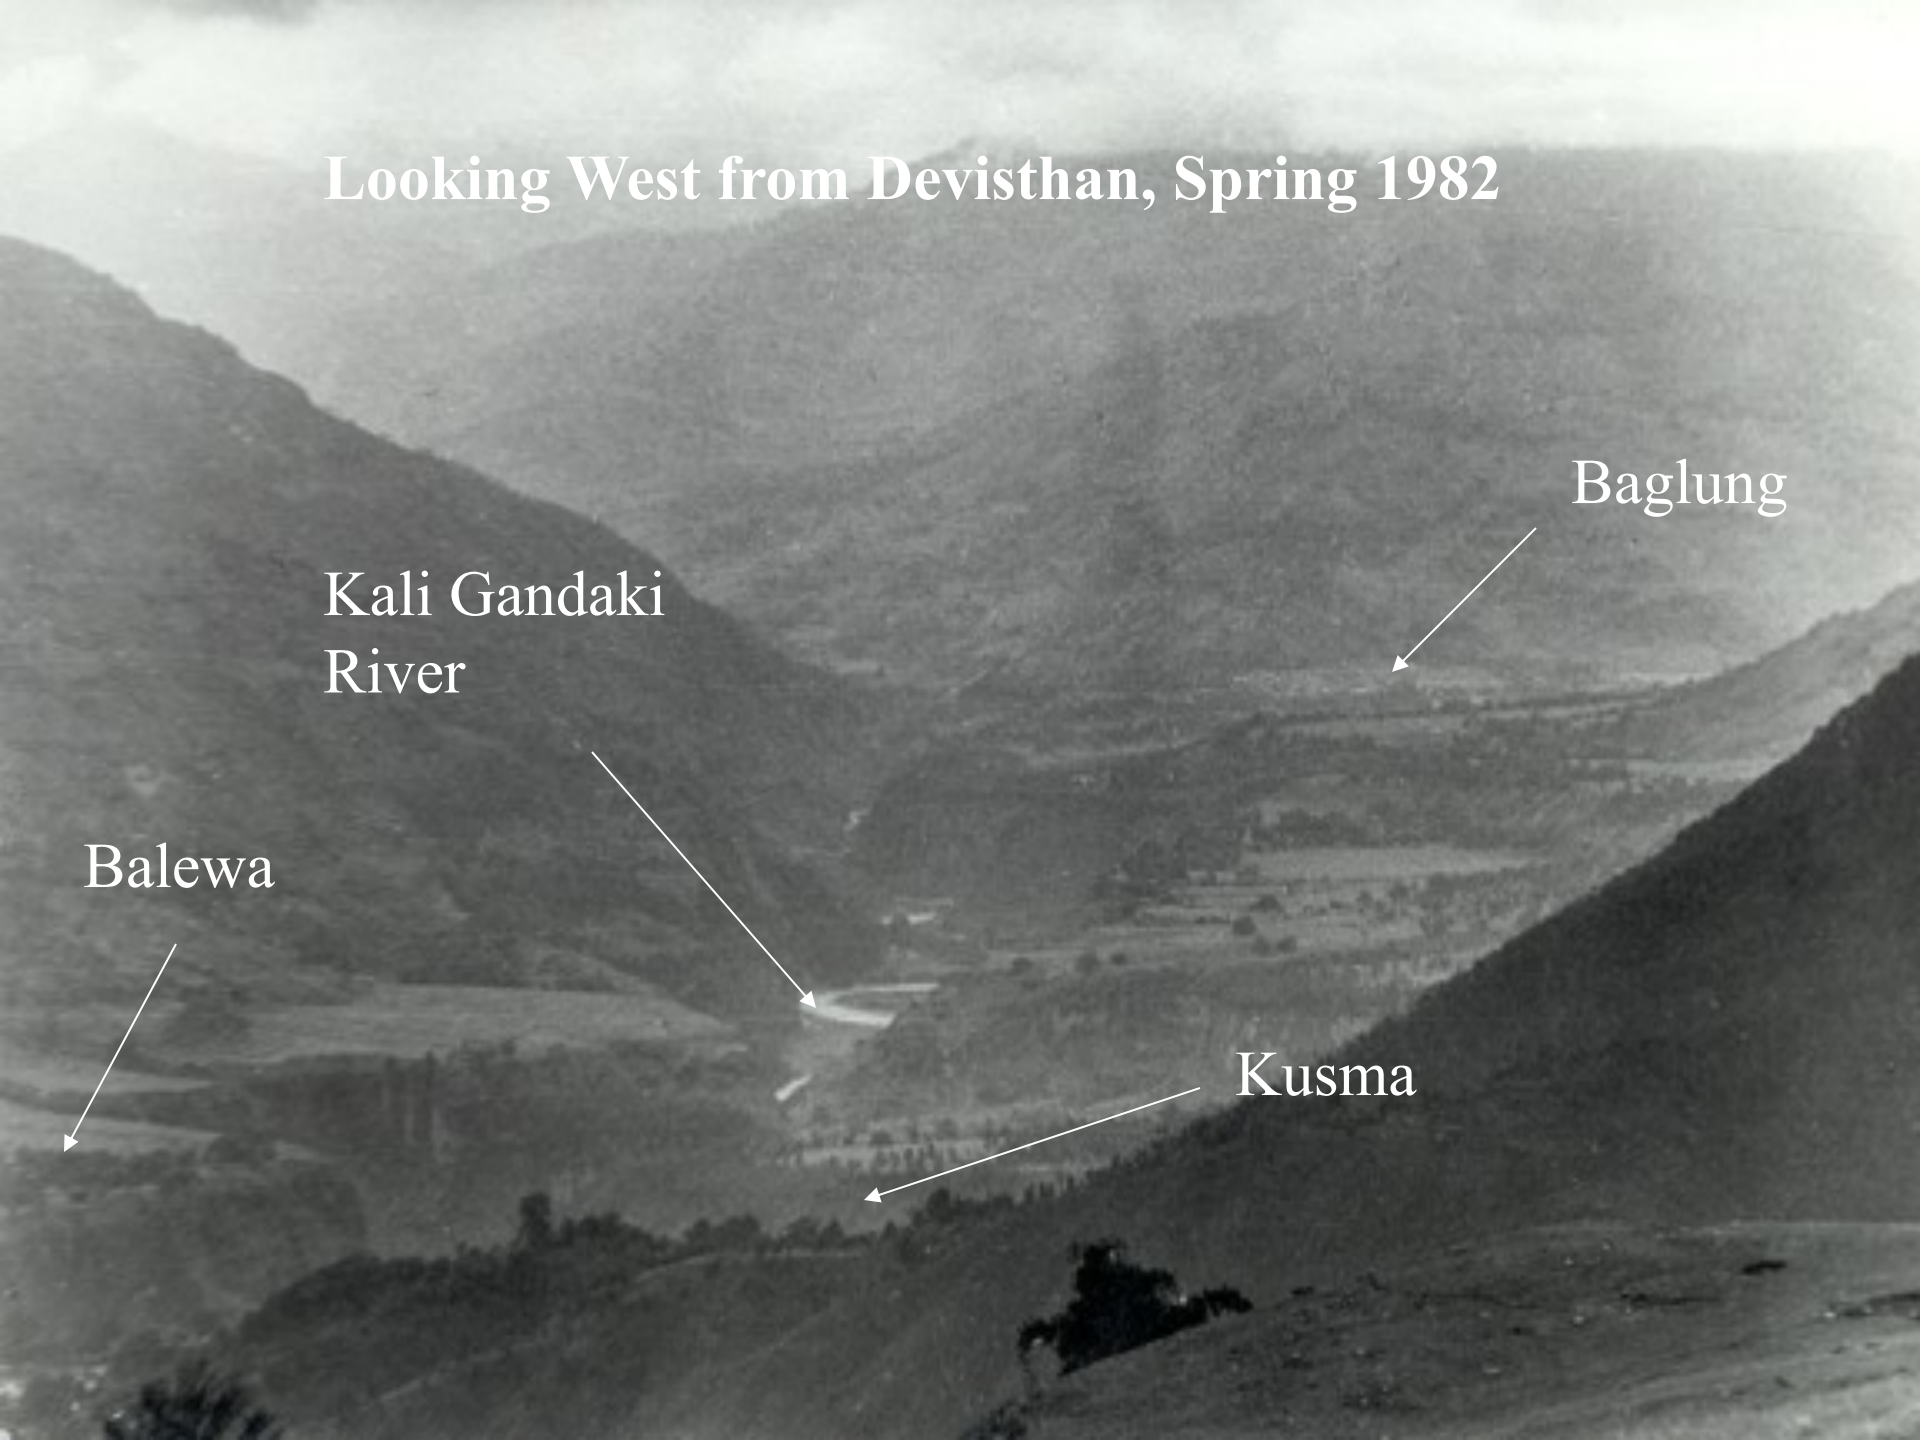 Looking West from Devisthan, Spring 1982
Baglung
Kali Gandaki
River
Balewa
Kusma